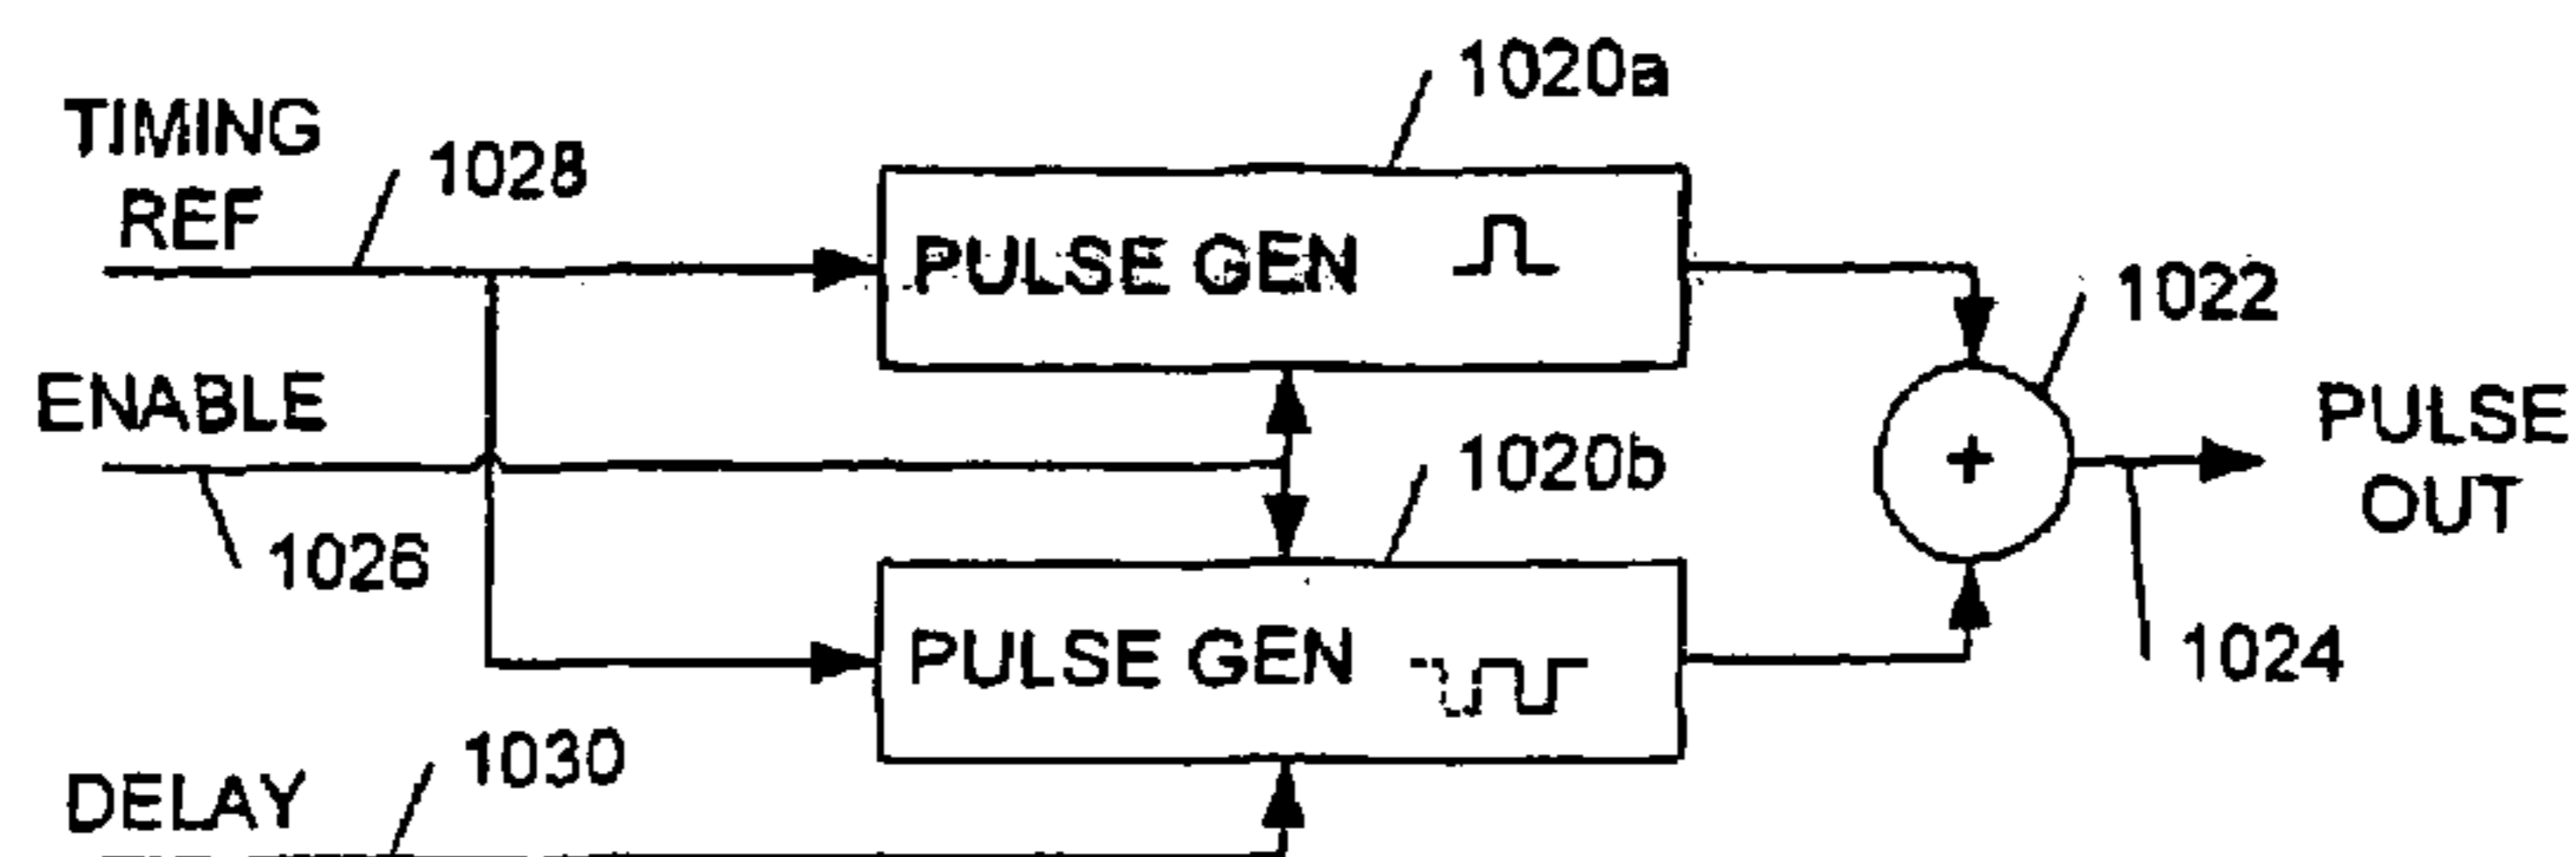 1020a
TIMING
REF
1028
PULSE GEN
1022
ENABLE
1026
1020b
+
PULSE
OUT
PULSE GEN
1024
DELAY
1030